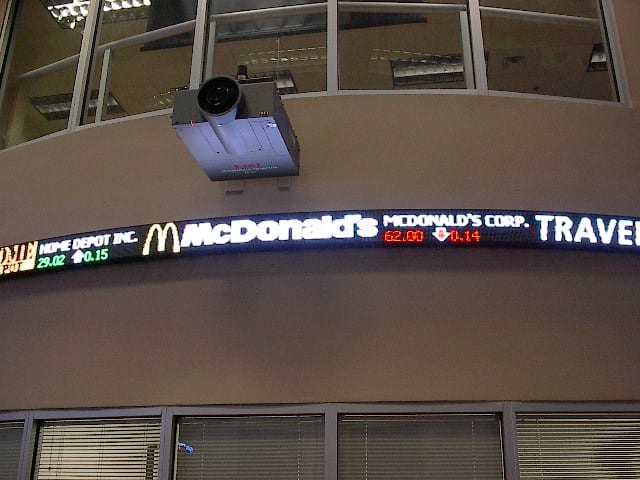 HOME DEPOT INC.
29.02 0.15
McDonald's
MCDONALD'S CORP.
62.00 0.14
TRAVE